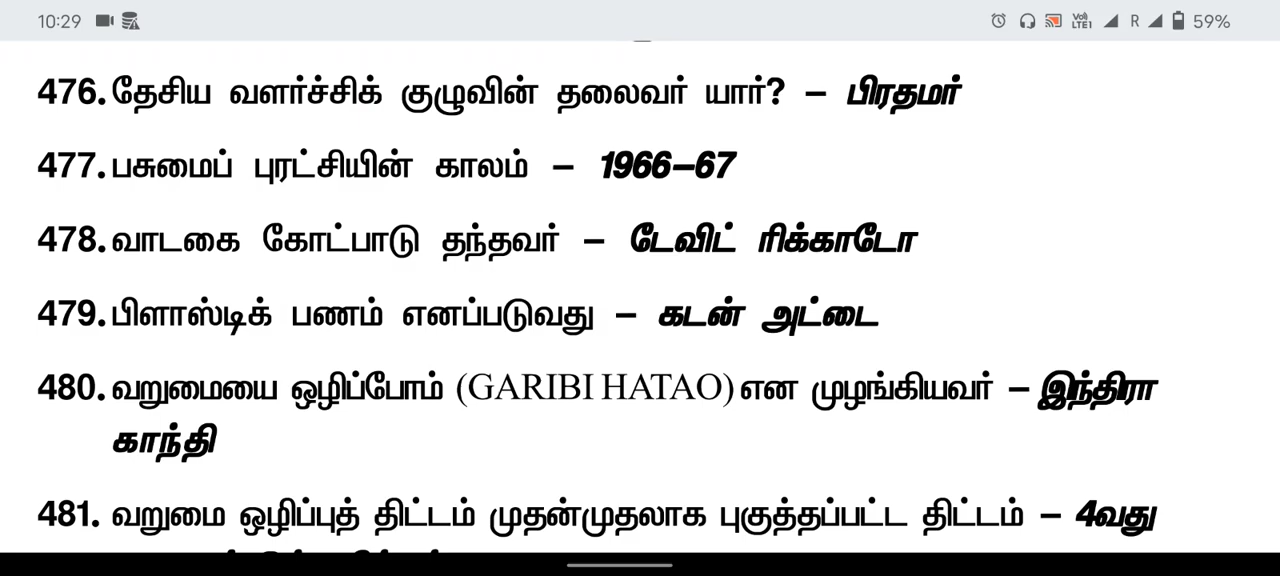 10:29 VoLTE1 R 59%
476. தேசிய வளர்ச்சிக் குழுவின் தலைவர் யார்? – பிரதமர்
477. பசுமைப் புரட்சியின் காலம் – 1966–67
478. வாடகை கோட்பாடு தந்தவர் – டேவிட் ரிக்காடோ
479. பிளாஸ்டிக் பணம் எனப்படுவது – கடன் அட்டை
480. வறுமையை ஒழிப்போம் (GARIBI HATAO) என முழங்கியவர் – இந்திரா
காந்தி
481. வறுமை ஒழிப்புத் திட்டம் முதன்முதலாக புகுத்தப்பட்ட திட்டம் – 4வது